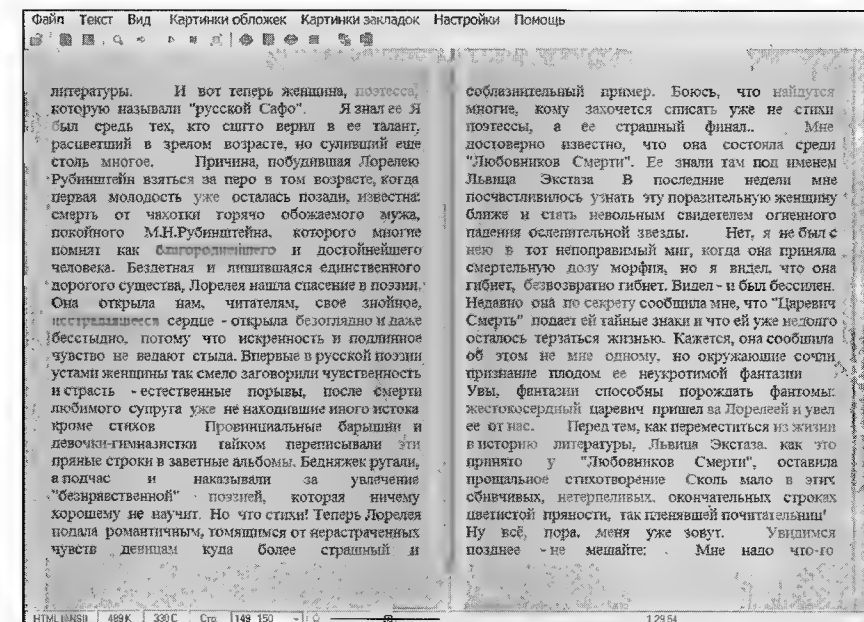 Файл Текст Вид Картинки обложек Картинки закладок Настройки Помощь
литературы. И вот теперь женщина, поэтесса,
которую называли "русской Сафо". Я знал ее Я
был средь тех, кто сшгто верил в ее талант,
расцветший в зрелом возрасте, но суливший еще
столь многое. Причина, побудившая Лорелею
Рубинштейн взяться за перо в том возрасте, когда
первая молодость уже осталась позади, известна:
смерть от чахотки горячо обожаемого мужа,
покойного М.Н.Рубинштейна, которого многие
помнят как благороднейшего и достойнейшего
человека. Бездетная и лишившаяся единственного
дорогого существа, Лорелея нашла спасение в поэзии.
Она открыла нам, читателям, свое знойное,
исстрадавшееся сердце - открыла безоглядно и даже
бесстыдно, потому что искренность и подлинное
чувство не ведают стыда. Впервые в русской поэзии
устами женщины так смело заговорили чувственность
и страсть - естественные порывы, после смерти
любимого супруга уже не находившие иного истока
кроме стихов Провинциальные барышни и
девочки-гимназистки тайком переписывали эти
пряные строки в заветные альбомы. Бедняжек ругали,
а подчас и наказывали за увлечение
"безнравственной" поэзией, которая ничему
хорошему не научит. Но что стихи! Теперь Лорелея
подала романтичным, томящимся от нерастраченных
чувств девицам куда более страшный и
соблазнительный пример. Боюсь, что найдутся
многие, кому захочется списать уже не стихи
поэтессы, а ее страшный финал.. Мне
достоверно известно, что она состояла среди
"Любовников Смерти". Ее знали там под именем
Львица Экстаза В последние недели мне
посчастливилось узнать эту поразительную женщину
ближе и стать невольным свидетелем огненного
падения ослепительной звезды. Нет, я не был с
нею в тот непоправимый миг, когда она приняла
смертельную дозу морфия, но я видел, что она
гибнет, безвозвратно гибнет. Видел - и был бессилен.
Недавно она по секрету сообщила мне, что "Царевич
Смерть" подает ей тайные знаки и что ей уже недолго
осталось терзаться жизнью. Кажется, она сообщила
об этом не мне одному, но окружающие сочли
признание плодом ее неукротимой фантазии
Увы, фантазии способны порождать фантомы:
жестокосердный царевич пришел за Лорелеей и увел
ее от нас. Перед тем, как переместиться из жизни
в историю литературы, Львица Экстаза. как это
принято у "Любовников Смерти", оставила
прощальное стихотворение Сколь мало в этих
сбивчивых, нетерпеливых. окончательных строках
цветистой пряности, так пленявшей почитательниц!
Ну всё, пора, меня уже зовут. Увидимся
позднее - не мешайте: Мне надо что-то
HTML (ANSI) 489K 330C Стр. 149 150 1:29:54